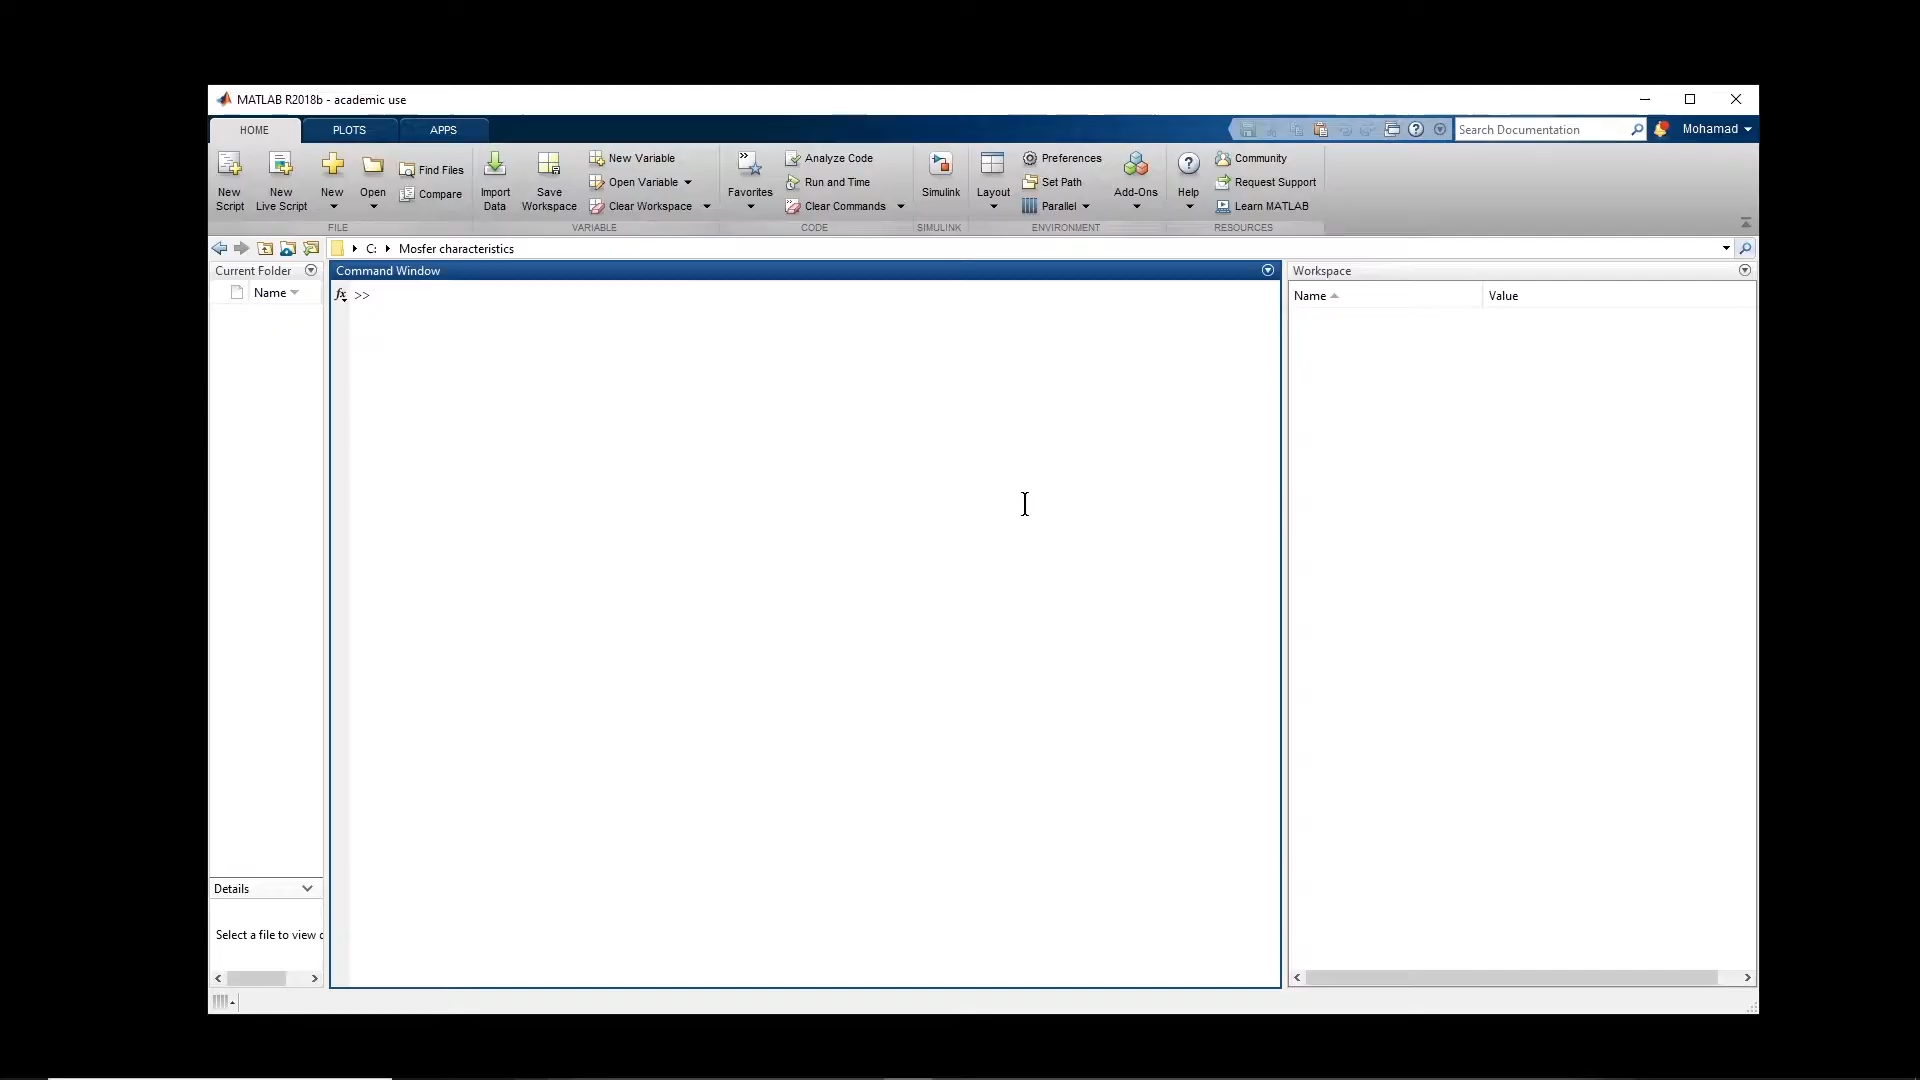 MATLAB R2018b - academic use
HOME PLOTS APPS
Search Documentation
Mohamad
New Script
New Live Script
New
Open
Find Files
Compare
FILE
Import Data
Save Workspace
New Variable
Open Variable
Clear Workspace
VARIABLE
Favorites
Analyze Code
Run and Time
Clear Commands
CODE
Simulink
SIMULINK
Layout
Preferences
Set Path
Parallel
Add-Ons
ENVIRONMENT
Help
Community
Request Support
Learn MATLAB
RESOURCES
C: Mosfer characteristics
Current Folder
Name
Command Window
fx >>
Workspace
Name Value
Details
Select a file to view